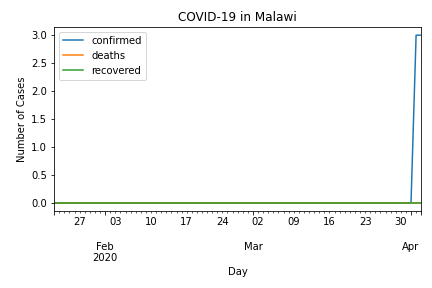 COVID-19 in Malawi
confirmed
deaths
recovered
Number of Cases
3.0
2.5
2.0
1.5
1.0
0.5
0.0
27 03 10 17 24 02 09 16 23 30
Feb Mar Apr
2020
Day